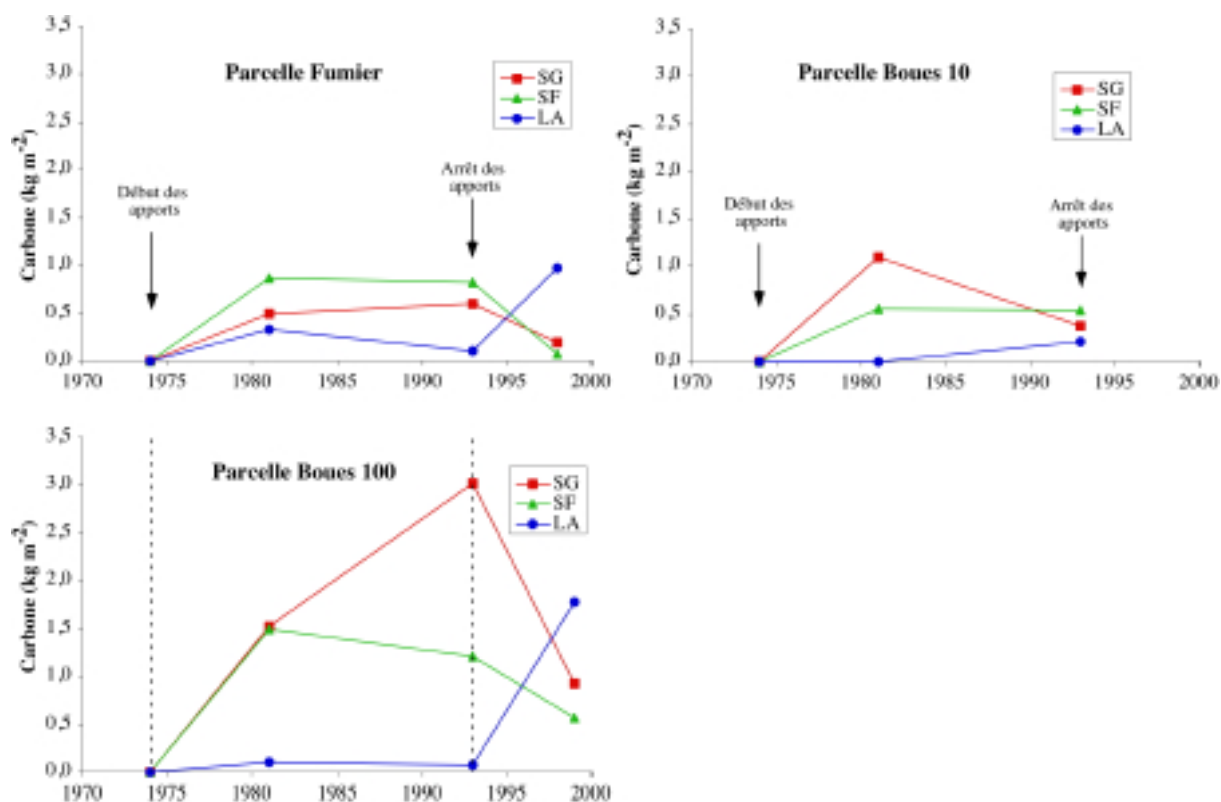 3,5
3,0
2,5
2,0
1,5
1,0
0,5
0,0
Carbone (kg m-2)
Parcelle Fumier
SG
SF
LA
Début des
apports
Arrêt des
apports
1970 1975 1980 1985 1990 1995 2000
3,5
3,0
2,5
2,0
1,5
1,0
0,5
0,0
Carbone (kg m-2)
Parcelle Boues 10
SG
SF
LA
Début des
apports
Arrêt des
apports
1970 1975 1980 1985 1990 1995 2000
3,5
3,0
2,5
2,0
1,5
1,0
0,5
0,0
Carbone (kg m-2)
Parcelle Boues 100
SG
SF
LA
1970 1975 1980 1985 1990 1995 2000